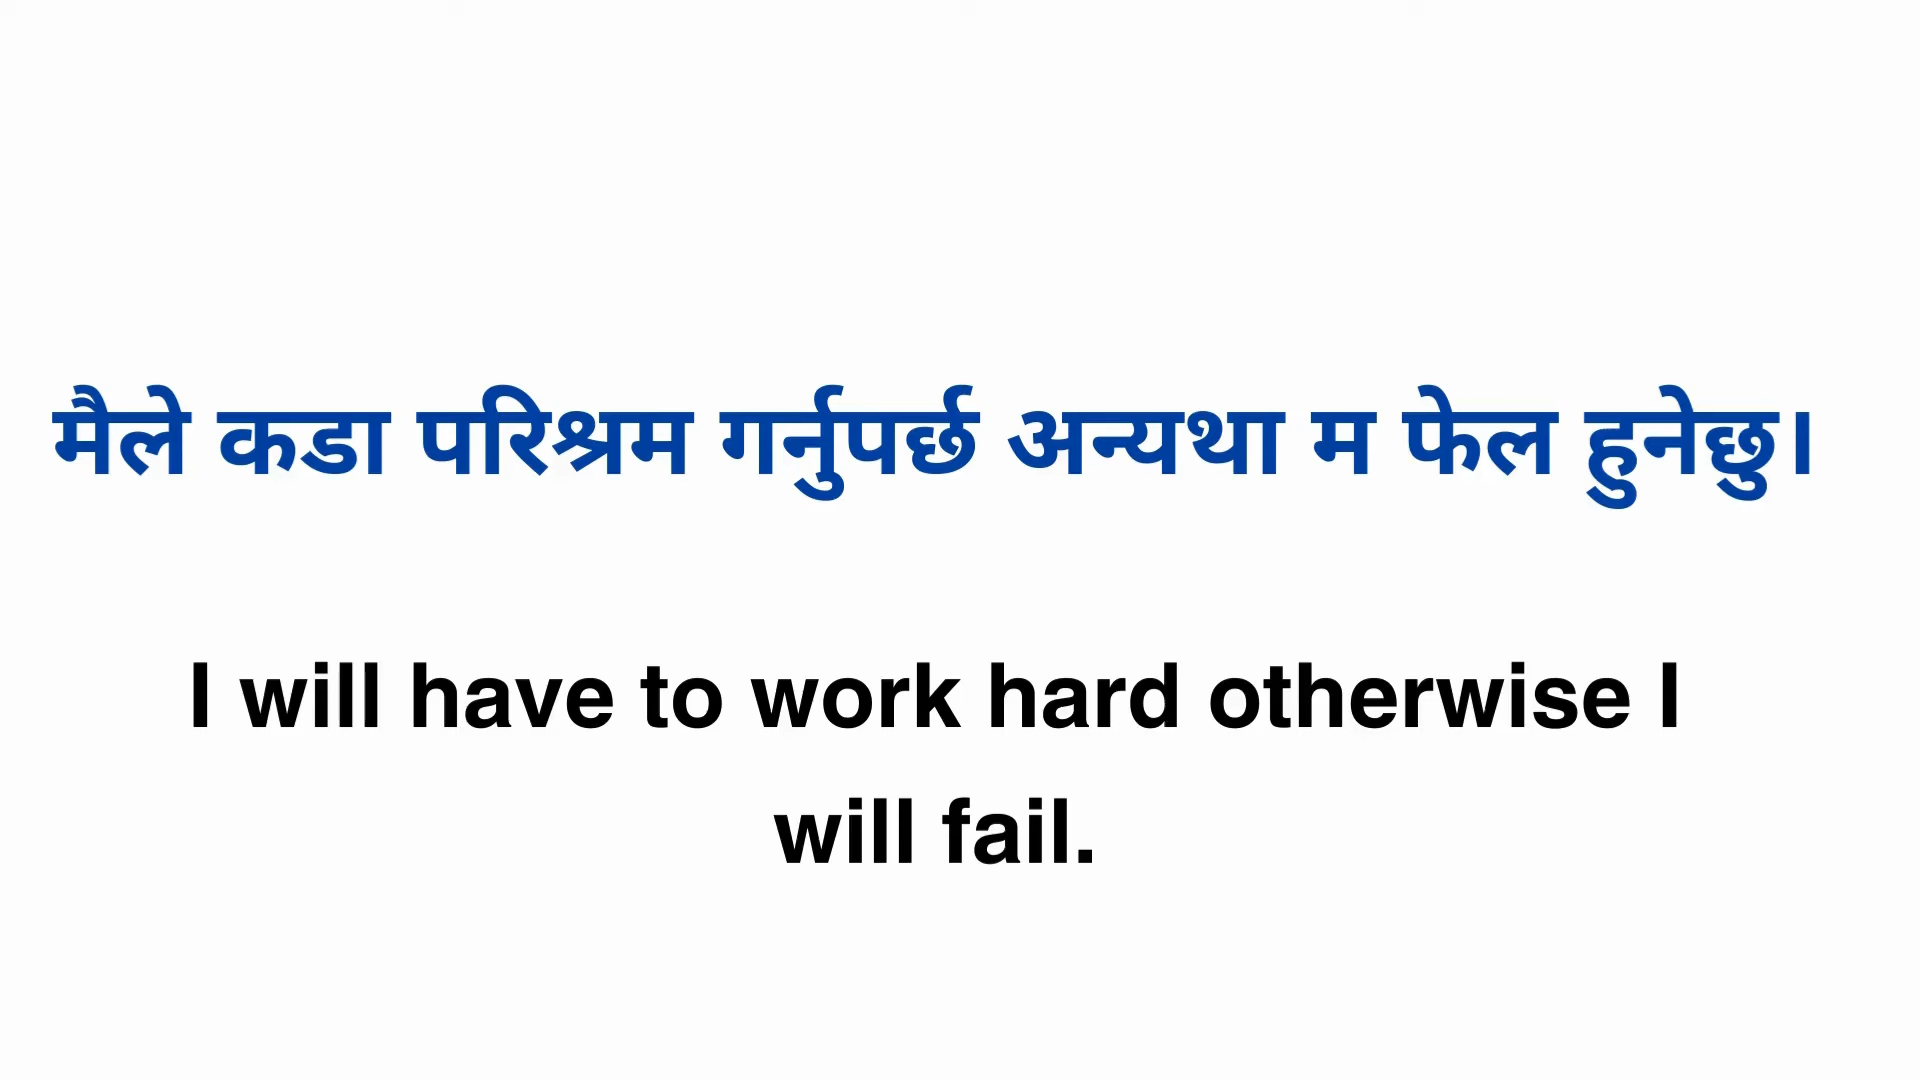 मैले कडा परिश्रम गर्नुपर्छ अन्यथा म फेल हुनेछु।
I will have to work hard otherwise I
will fail.